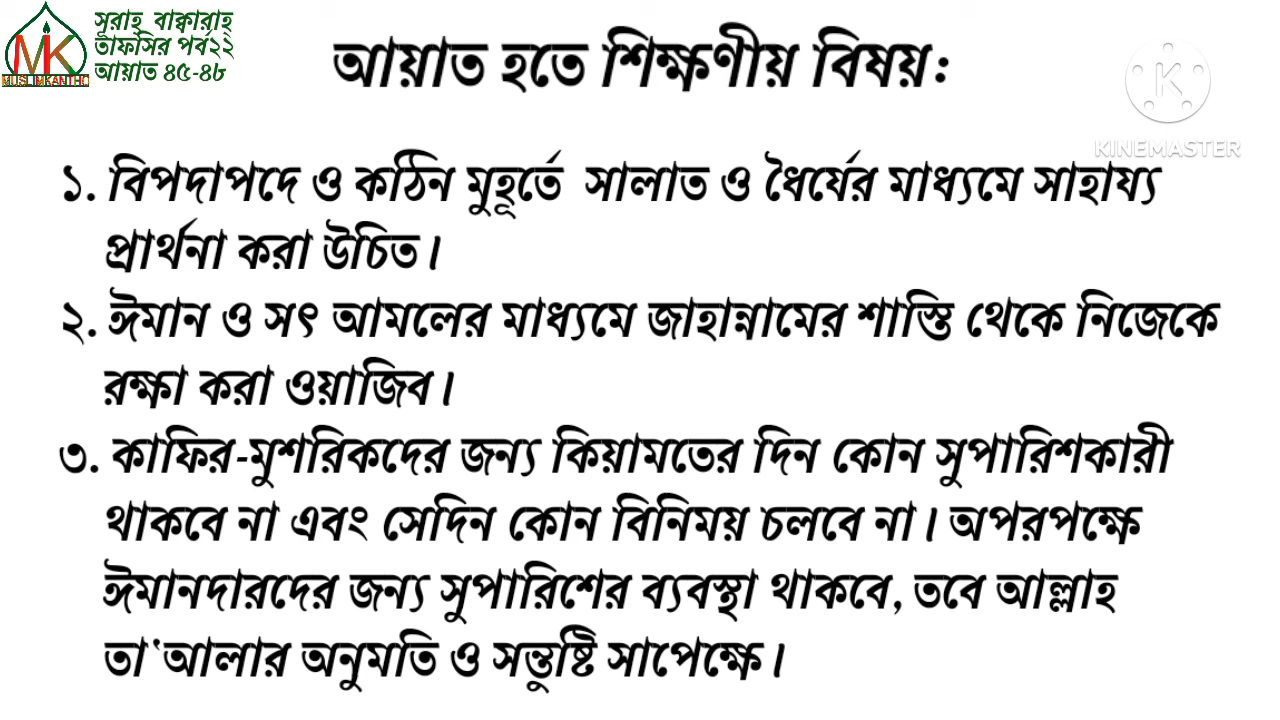 সূরাহ্ বাক্বারাহ্
তাফসির পর্ব২২
আয়াত ৪৫-৪৮
MK
MUSLIMKANTHO
আয়াত হতে শিক্ষণীয় বিষয়:
K
KINEMASTER
১. বিপদাপদে ও কঠিন মুহূর্তে সালাত ও ধৈর্যের মাধ্যমে সাহায্য
প্রার্থনা করা উচিত।
২. ঈমান ও সৎ আমলের মাধ্যমে জাহান্নামের শাস্তি থেকে নিজেকে
রক্ষা করা ওয়াজিব।
৩. কাফির-মুশরিকদের জন্য কিয়ামতের দিন কোন সুপারিশকারী
থাকবে না এবং সেদিন কোন বিনিময় চলবে না। অপরপক্ষে
ঈমানদারদের জন্য সুপারিশের ব্যবস্থা থাকবে, তবে আল্লাহ
তা‘আলার অনুমতি ও সন্তুষ্টি সাপেক্ষে।